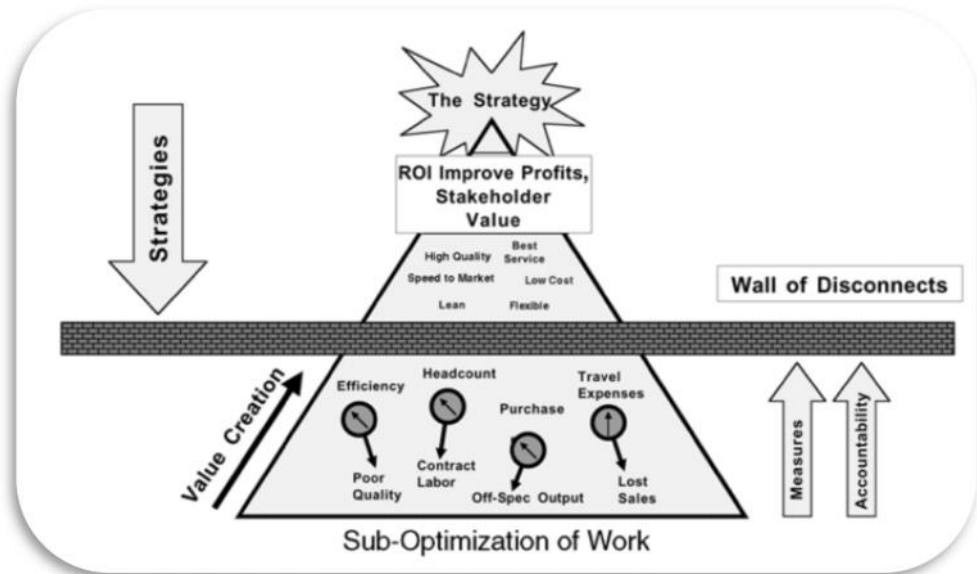 The Strategy
ROI Improve Profits,
Stakeholder
Value
Strategies
High Quality
Best
Service
Speed to Market
Low Cost
Lean
Flexible
Wall of Disconnects
Value Creation
Efficiency
Headcount
Purchase
Travel
Expenses
Poor
Quality
Contract
Labor
Off-Spec Output
Lost
Sales
Measures
Accountability
Sub-Optimization of Work